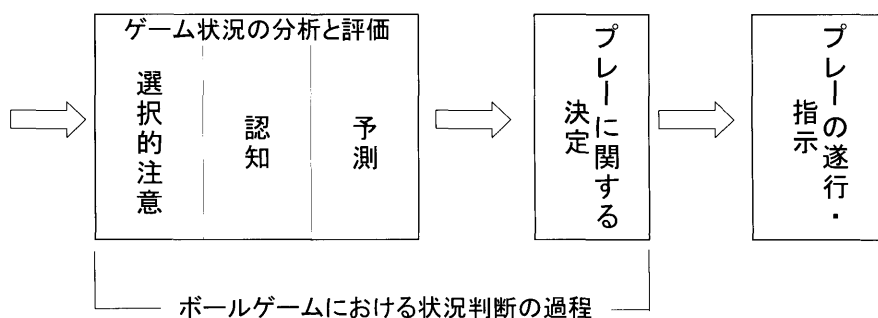 ゲーム状況の分析と評価
選択的注意
認知
予測
プレーに関する
決定
プレーの遂行・
指示
ボールゲームにおける状況判断の過程